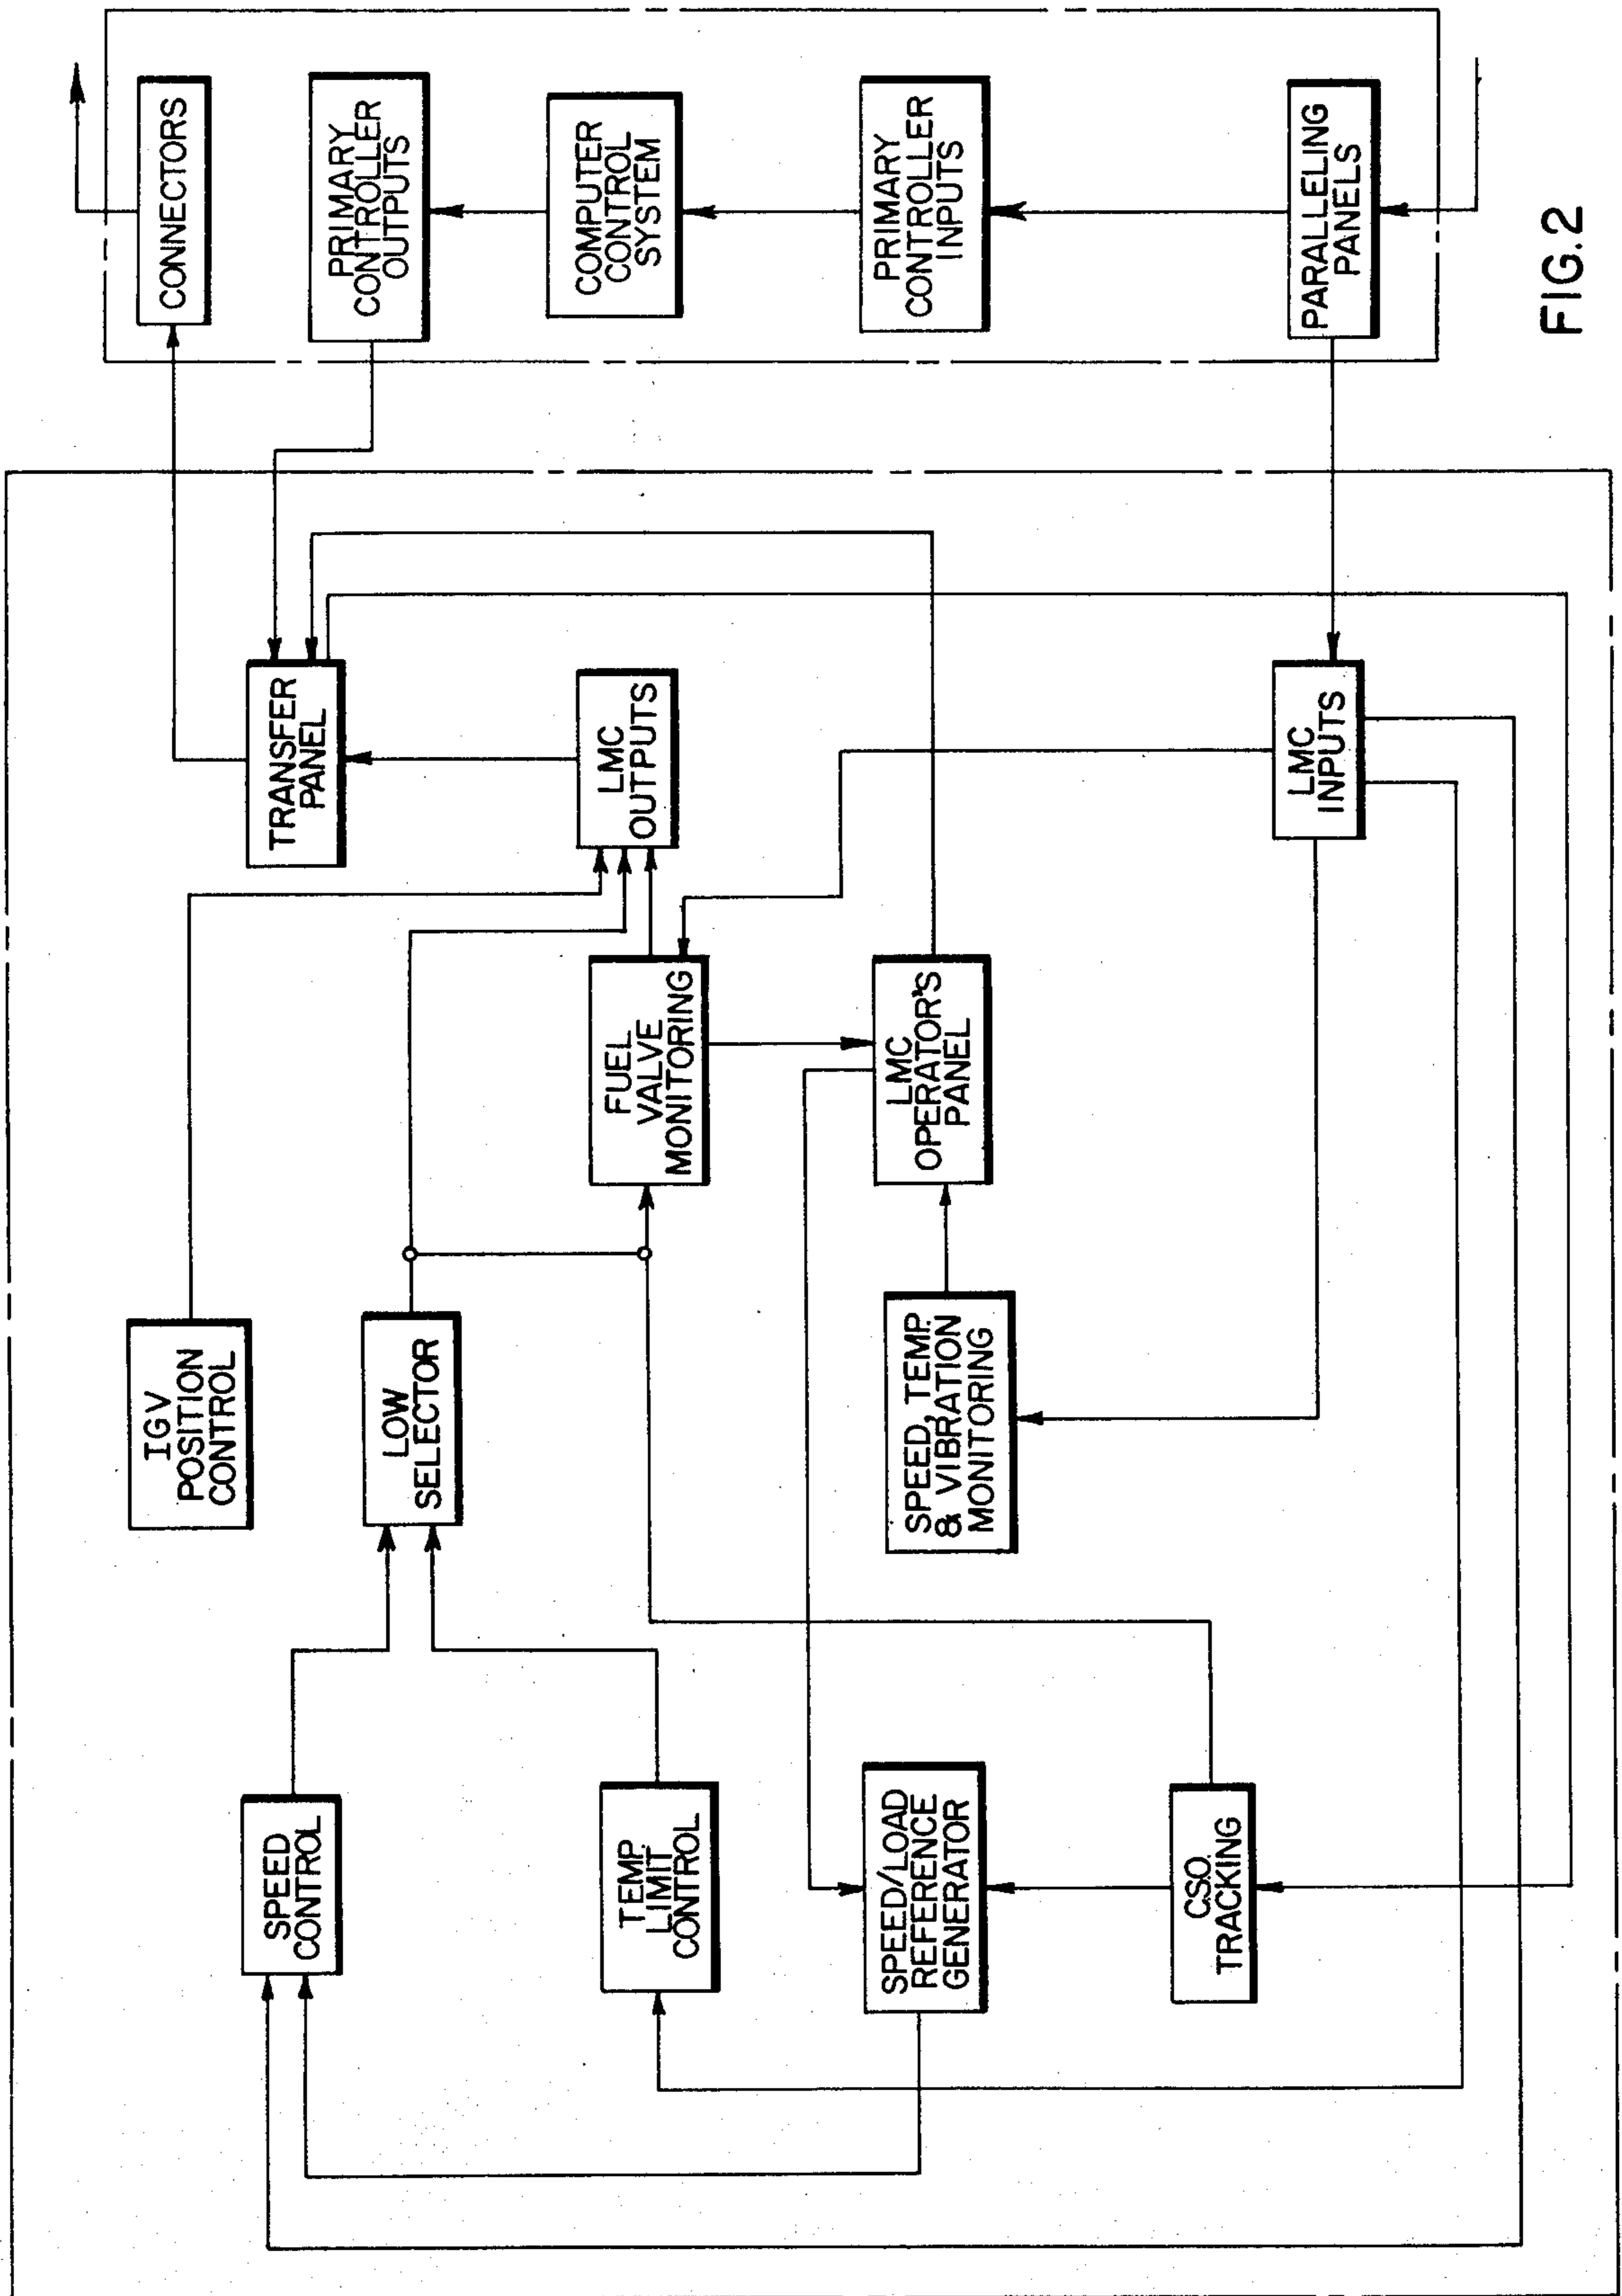 CONNECTORS
PRIMARY
CONTROLLER
OUTPUTS
COMPUTER
CONTROL
SYSTEM
PRIMARY
CONTROLLER
INPUTS
PARALLELING
PANELS
TRANSFER
PANEL
LMC
OUTPUTS
LMC
INPUTS
FUEL
VALVE
MONITORING
LMC
OPERATOR'S
PANEL
IGV
POSITION
CONTROL
LOW
SELECTOR
SPEED, TEMP.
& VIBRATION
MONITORING
SPEED
CONTROL
TEMP.
LIMIT
CONTROL
SPEED/LOAD
REFERENCE
GENERATOR
C.S.O.
TRACKING
FIG. 2